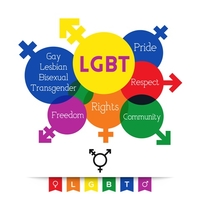 LGBT
Pride
Gay
Lesbian
Bisexual
Transgender
Respect
Rights
Freedom
Community
L G B T